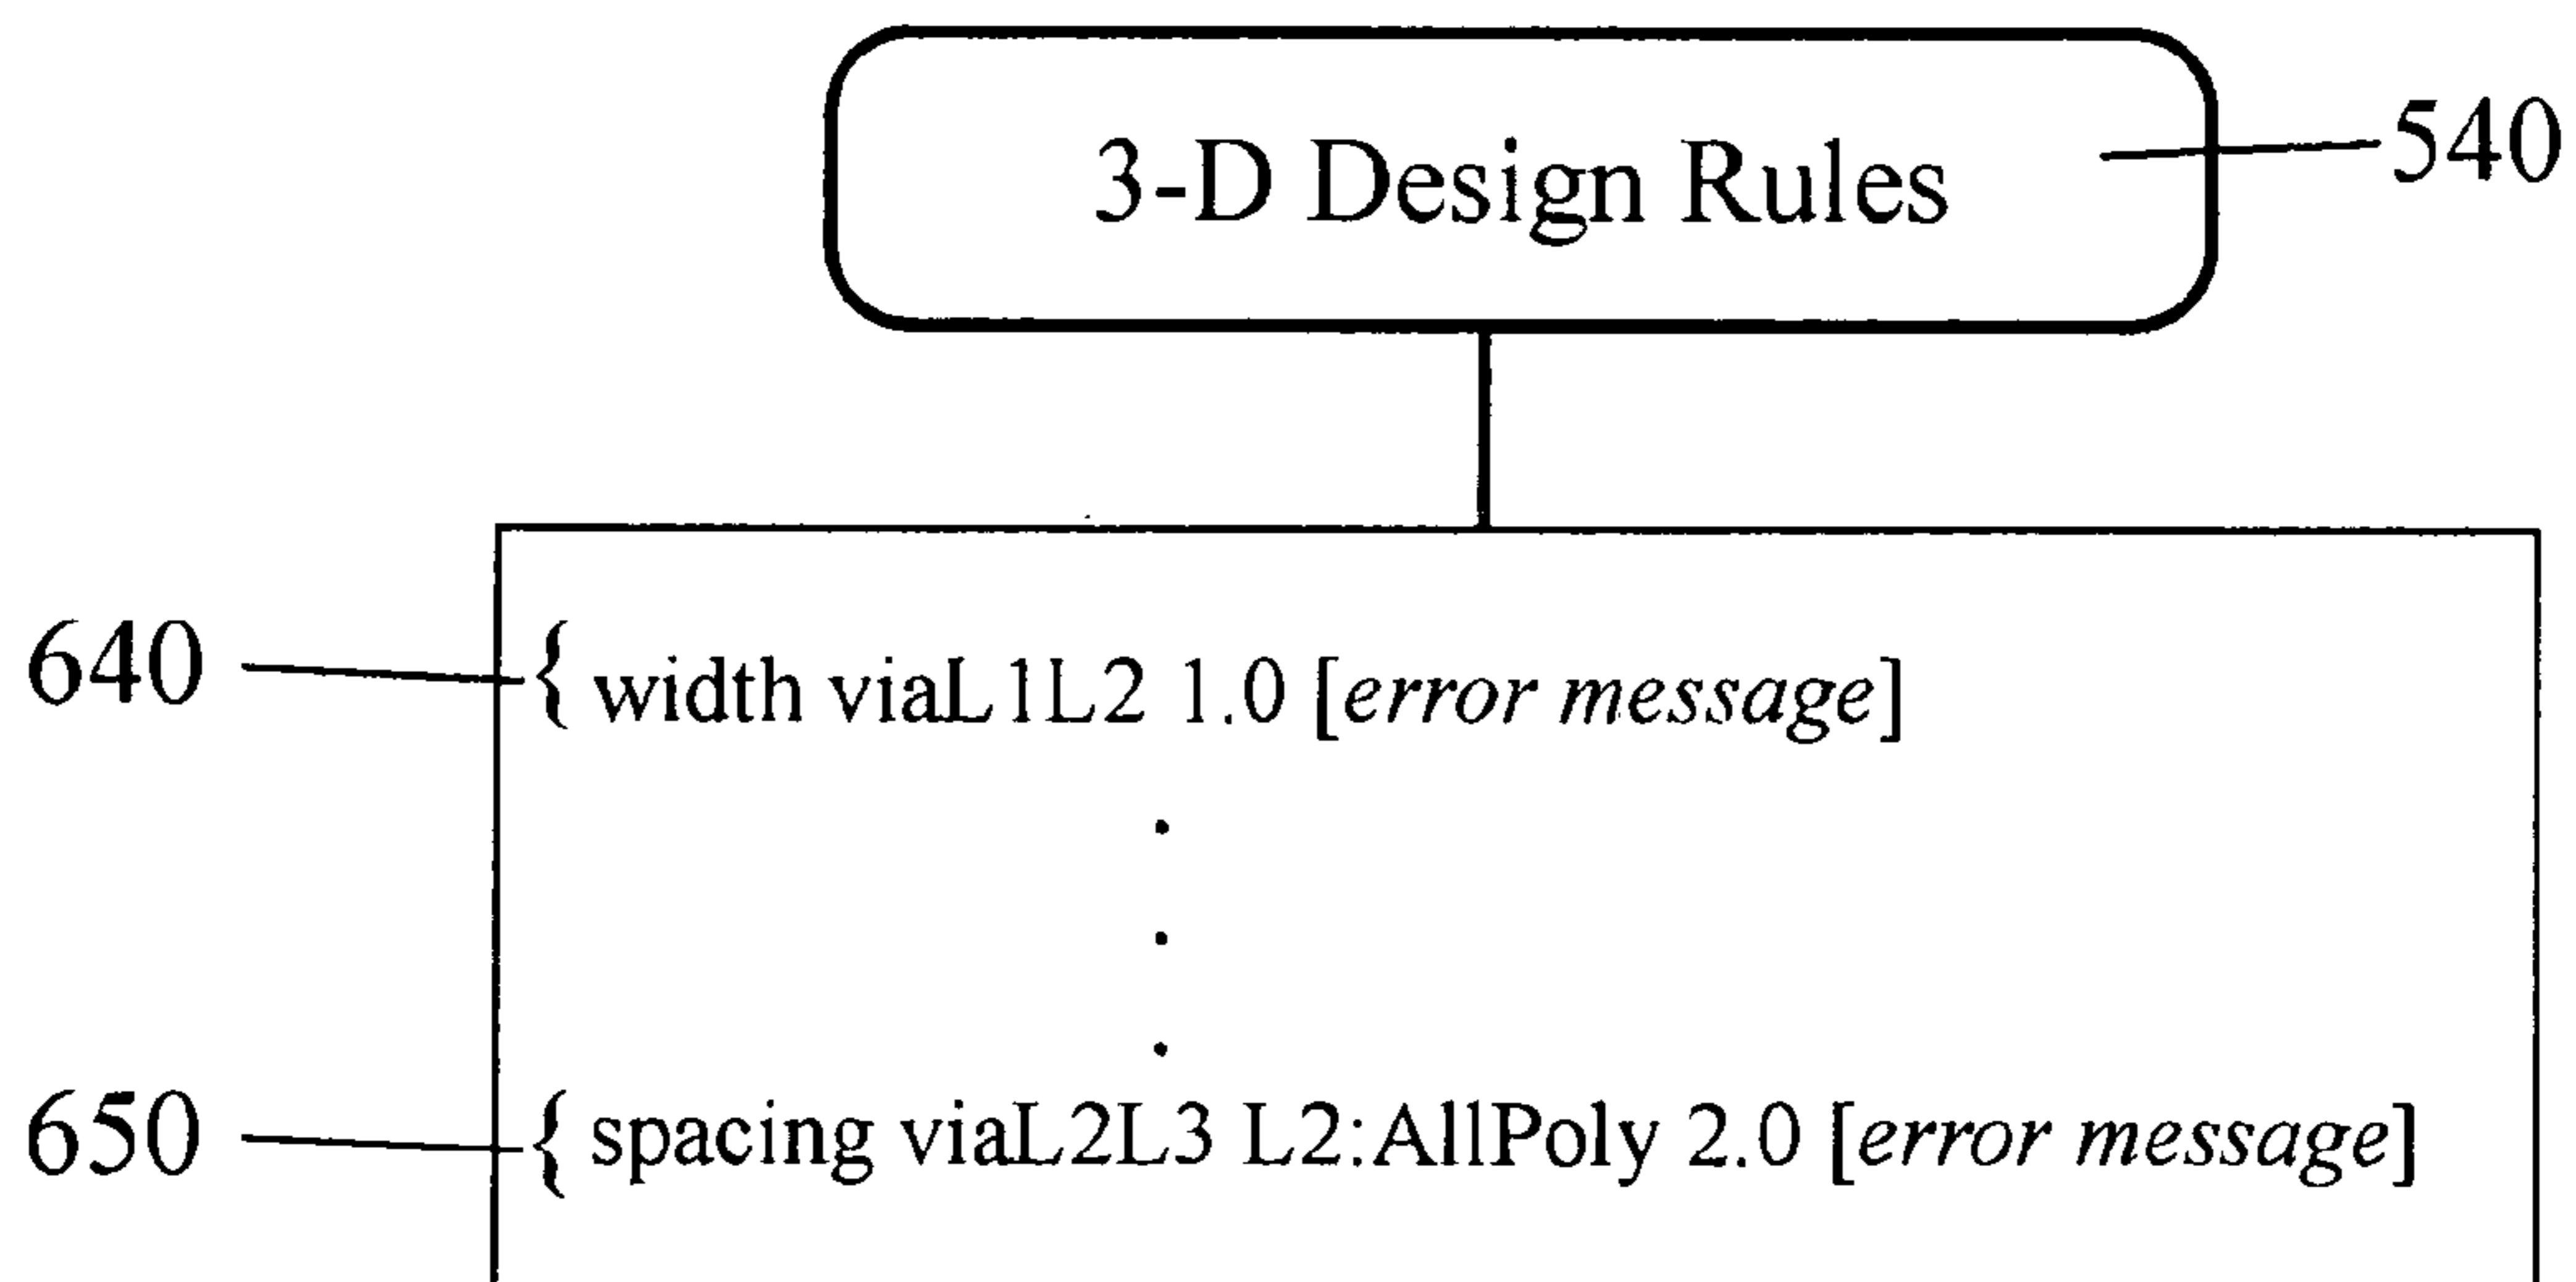 3-D Design Rules 540
640 { width viaL1L2 1.0 [error message]
.
.
.
650 { spacing viaL2L3 L2:AllPoly 2.0 [error message]